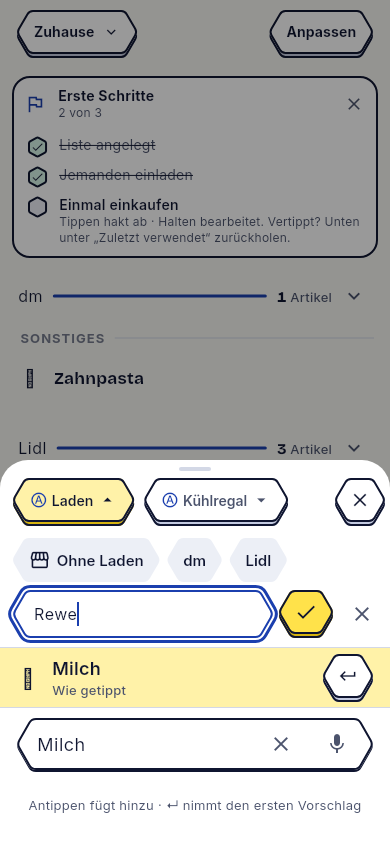 Zuhause
Anpassen
Erste Schritte
2 von 3
Liste angelegt
Jemanden einladen
Einmal einkaufen
Tippen hakt ab · Halten bearbeitet. Vertippt? Unten
unter „Zuletzt verwendet“ zurückholen.
dm
1 Artikel
SONSTIGES
Zahnpasta
Lidl
3 Artikel
A Laden
A Kühlregal
Ohne Laden
dm
Lidl
Rewe
Milch
Wie getippt
Milch
Antippen fügt hinzu · ↵ nimmt den ersten Vorschlag